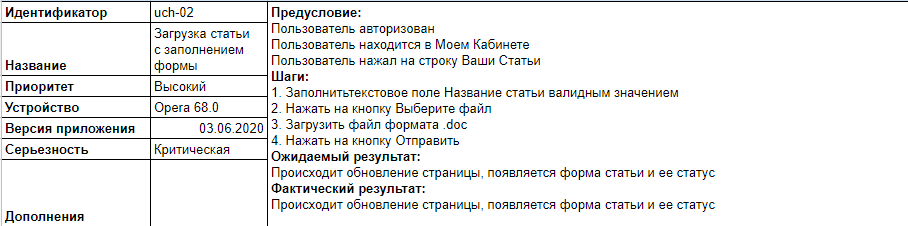 Идентификатор uch-02
Название Загрузка статьи
с заполнением
формы
Приоритет Высокий
Устройство Opera 68.0
Версия приложения 03.06.2020
Серьезность Критическая
Дополнения
Предусловие:
Пользователь авторизован
Пользователь находится в Моем Кабинете
Пользователь нажал на строку Ваши Статьи
Шаги:
1. Заполнитьтекстовое поле Название статьи валидным значением
2. Нажать на кнопку Выберите файл
3. Загрузить файл формата .doc
4. Нажать на кнопку Отправить
Ожидаемый результат:
Происходит обновление страницы, появляется форма статьи и ее статус
Фактический результат:
Происходит обновление страницы, появляется форма статьи и ее статус